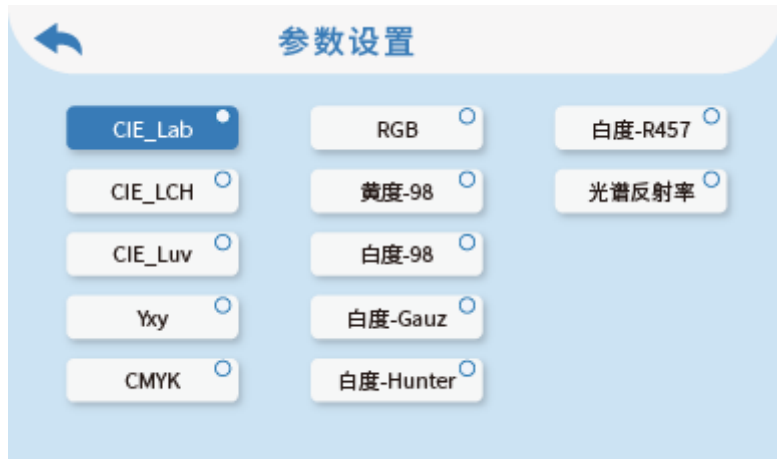 参数设置
CIE_Lab
RGB
白度-R457
CIE_LCH
黄度-98
光谱反射率
CIE_Luv
白度-98
Yxy
白度-Gauz
CMYK
白度-Hunter